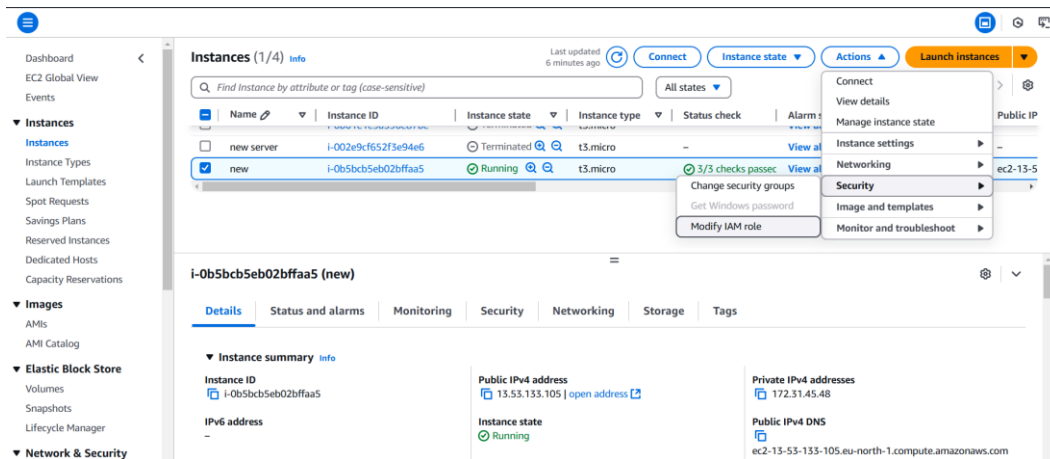 Dashboard
EC2 Global View
Events
Instances
Instances
Instance Types
Launch Templates
Spot Requests
Savings Plans
Reserved Instances
Dedicated Hosts
Capacity Reservations
Images
AMIs
AMI Catalog
Elastic Block Store
Volumes
Snapshots
Lifecycle Manager
Network & Security
Instances (1/4) Info
Last updated
6 minutes ago
Connect
Instance state
Actions
Launch instances
Find Instance by attribute or tag (case-sensitive)
All states
Name Instance ID Instance state Instance type Status check Alarm s Public IP
new server i-002e9cf652f3e94e6 Terminated t3.micro – View al –
new i-0b5bcb5eb02bffaa5 Running t3.micro 3/3 checks passec View al ec2-13-5
Connect
View details
Manage instance state
Instance settings
Networking
Security
Image and templates
Monitor and troubleshoot
Change security groups
Get Windows password
Modify IAM role
i-0b5bcb5eb02bffaa5 (new)
Details Status and alarms Monitoring Security Networking Storage Tags
Instance summary Info
Instance ID
i-0b5bcb5eb02bffaa5
Public IPv4 address
13.53.133.105 | open address
Private IPv4 addresses
172.31.45.48
IPv6 address
–
Instance state
Running
Public IPv4 DNS
ec2-13-53-133-105.eu-north-1.compute.amazonaws.com